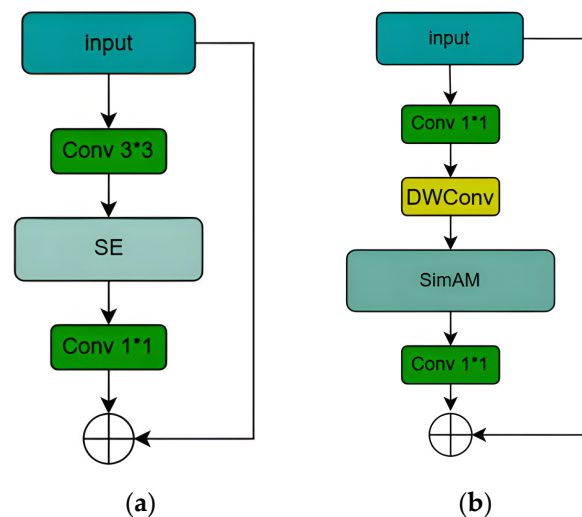 input
Conv 3*3
SE
Conv 1*1
(a)
input
Conv 1*1
DWConv
SimAM
Conv 1*1
(b)